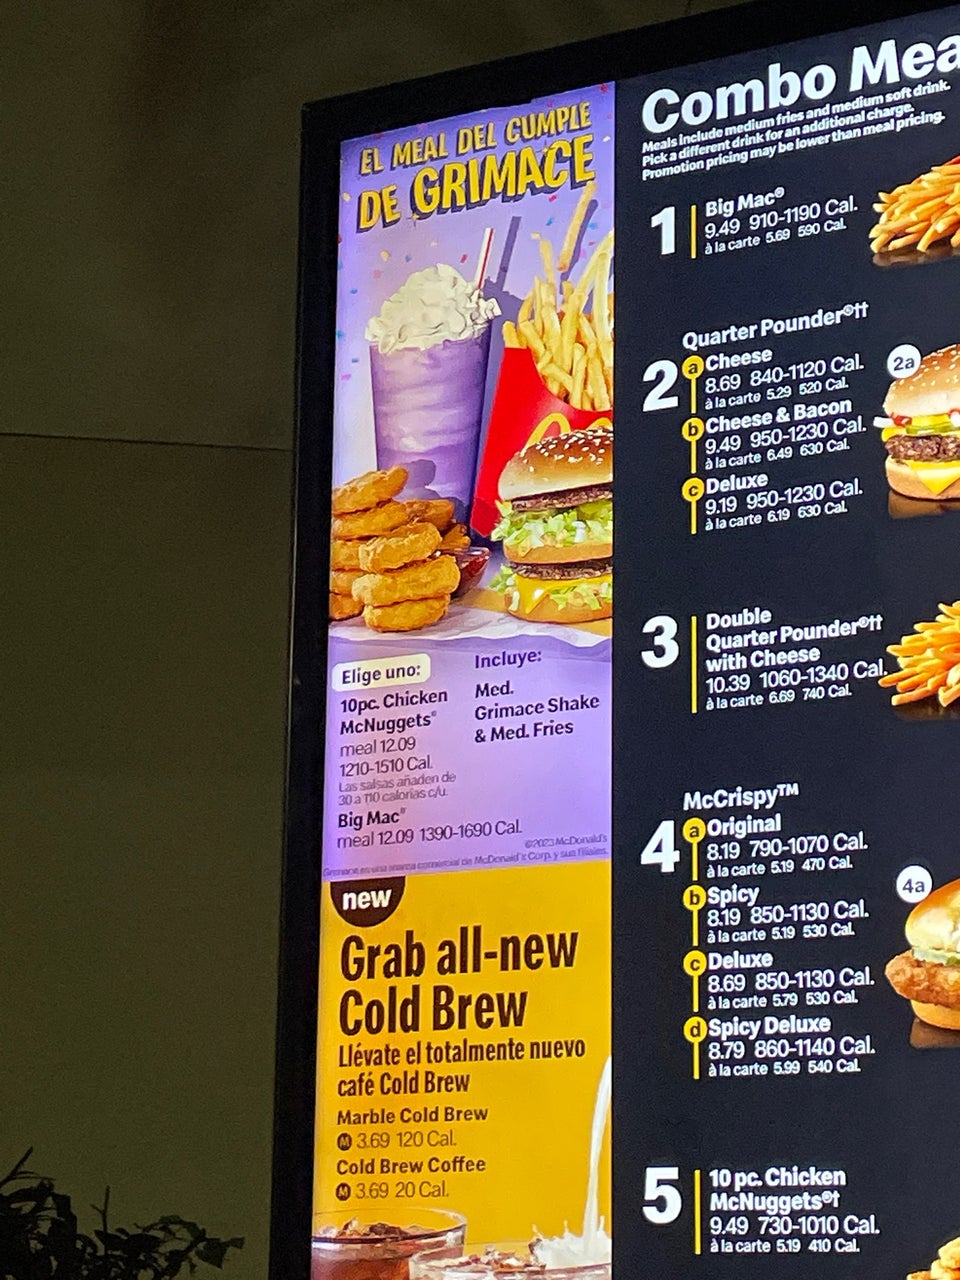 EL MEAL DEL CUMPLE
DE GRIMACE
Elige uno:
10pc. Chicken
McNuggets®
meal 12.09
1210-1510 Cal.
Las salsas añaden de
30 a 110 calorías c/u.
Big Mac®
meal 12.09 1390-1690 Cal.
Incluye:
Med.
Grimace Shake
& Med. Fries
©2023 McDonald's
Grimace es una marca comercial de McDonald's Corp. y sus filiales.
new
Grab all-new
Cold Brew
Llévate el totalmente nuevo
café Cold Brew
Marble Cold Brew
M 3.69 120 Cal.
Cold Brew Coffee
M 3.69 20 Cal.
Combo Mea
Meals include medium fries and medium soft drink.
Pick a different drink for an additional charge.
Promotion pricing may be lower than meal pricing.
1
Big Mac®
9.49 910-1190 Cal.
à la carte 5.69 590 Cal.
2
Quarter Pounder®††
a Cheese
8.69 840-1120 Cal.
à la carte 5.29 520 Cal.
b Cheese & Bacon
9.49 950-1230 Cal.
à la carte 6.49 630 Cal.
c Deluxe
9.19 950-1230 Cal.
à la carte 6.19 630 Cal.
2a
3
Double
Quarter Pounder®††
with Cheese
10.39 1060-1340 Cal.
à la carte 6.69 740 Cal.
4
McCrispy™
a Original
8.19 790-1070 Cal.
à la carte 5.19 470 Cal.
b Spicy
8.19 850-1130 Cal.
à la carte 5.19 530 Cal.
c Deluxe
8.69 850-1130 Cal.
à la carte 5.79 530 Cal.
d Spicy Deluxe
8.79 860-1140 Cal.
à la carte 5.99 540 Cal.
4a
5
10 pc. Chicken
McNuggets®†
9.49 730-1010 Cal.
à la carte 5.19 410 Cal.